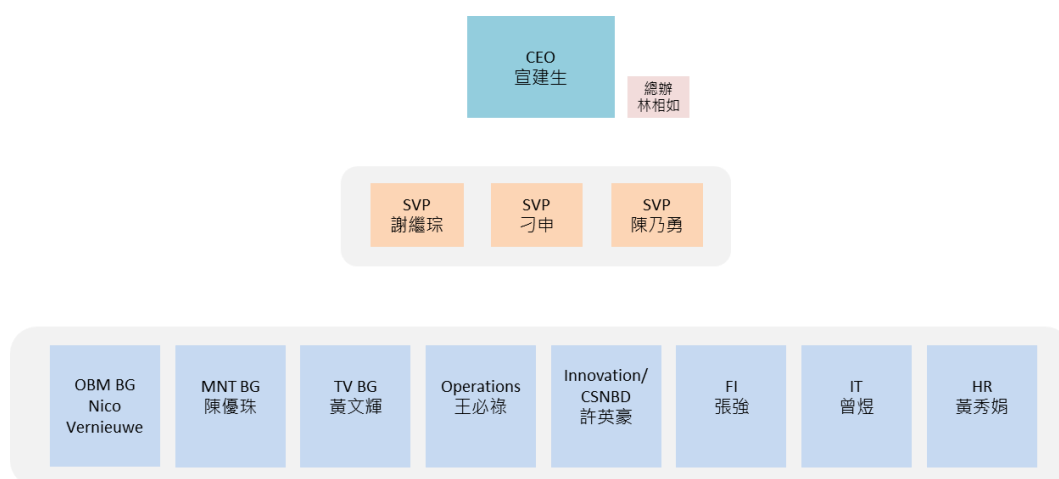 CEO
宣建生
總辦
林相如
SVP
謝繼琮
SVP
刁申
SVP
陳乃勇
OBM BG
Nico
Vernieuwe
MNT BG
陳優珠
TV BG
黃文輝
Operations
王必祿
Innovation/
CSNBD
許英豪
FI
張強
IT
曾煜
HR
黃秀娟